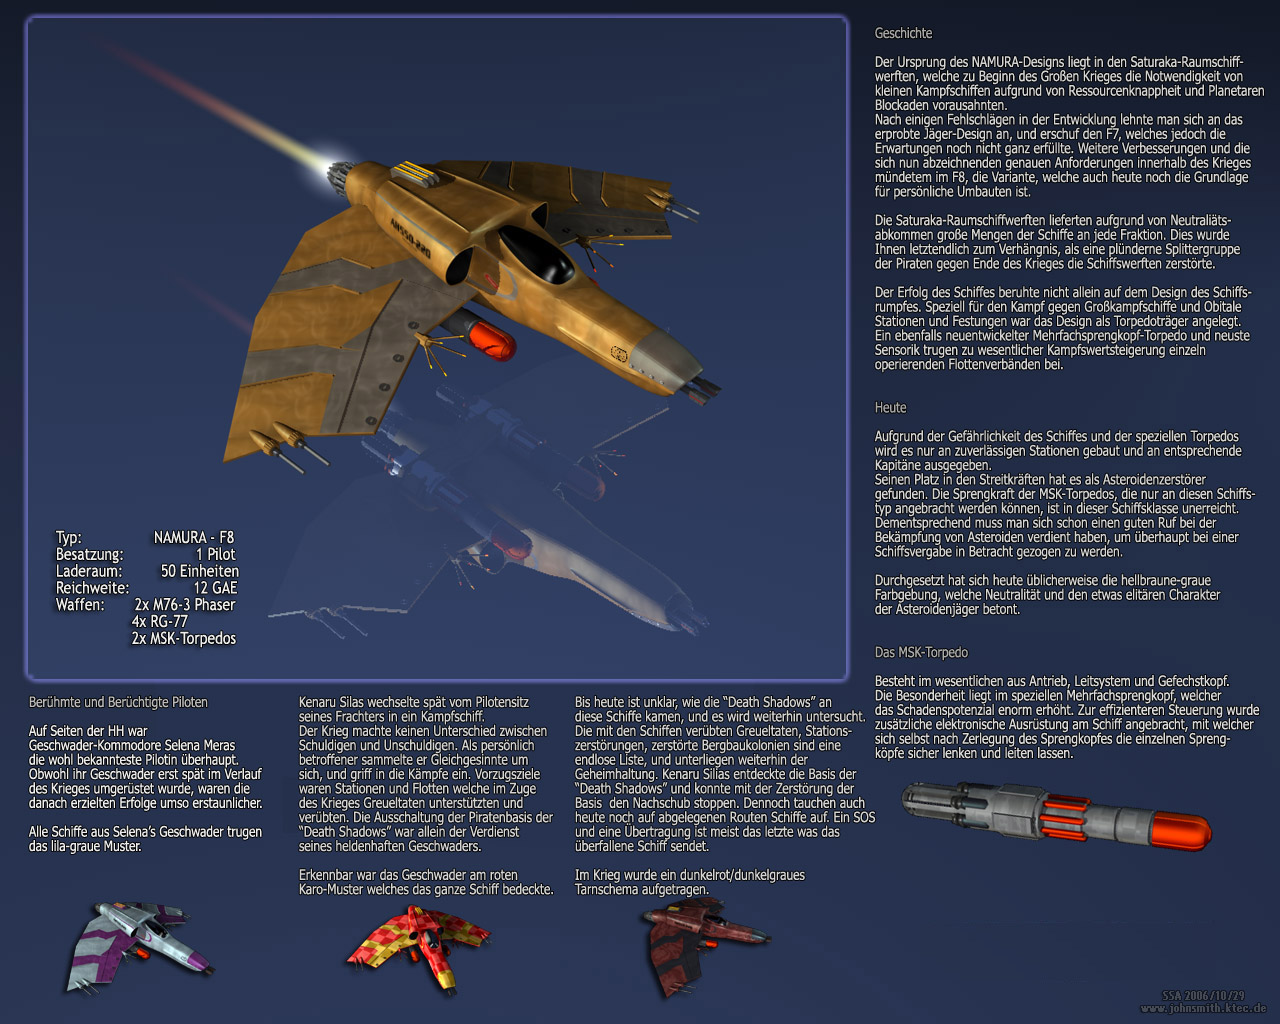 AH550-220
Typ: NAMURA - F8
Besatzung: 1 Pilot
Laderaum: 50 Einheiten
Reichweite: 12 GAE
Waffen: 2x M76-3 Phaser
4x RG-77
2x MSK-Torpedos
Berühmte und Berüchtigte Piloten
Auf Seiten der HH war
Geschwader-Kommodore Selena Meras
die wohl bekannteste Pilotin überhaupt.
Obwohl ihr Geschwader erst spät im Verlauf
des Krieges umgerüstet wurde, waren die
danach erzielten Erfolge umso erstaunlicher.
Alle Schiffe aus Selena's Geschwader trugen
das lila-graue Muster.
Kenaru Silas wechselte spät vom Pilotensitz
seines Frachters in ein Kampfschiff.
Der Krieg machte keinen Unterschied zwischen
Schuldigen und Unschuldigen. Als persönlich
betroffener sammelte er Gleichgesinnte um
sich, und griff in die Kämpfe ein. Vorzugsziele
waren Stationen und Flotten welche im Zuge
des Krieges Greueltaten unterstützten und
verübten. Die Ausschaltung der Piratenbasis der
"Death Shadows" war allein der Verdienst
seines heldenhaften Geschwaders.
Erkennbar war das Geschwader am roten
Karo-Muster welches das ganze Schiff bedeckte.
Bis heute ist unklar, wie die "Death Shadows" an
diese Schiffe kamen, und es wird weiterhin untersucht.
Die mit den Schiffen verübten Greueltaten, Stations-
zerstörungen, zerstörte Bergbaukolonien sind eine
endlose Liste, und unterliegen weiterhin der
Geheimhaltung. Kenaru Silias entdeckte die Basis der
"Death Shadows" und konnte mit der Zerstörung der
Basis den Nachschub stoppen. Dennoch tauchen auch
heute noch auf abgelegenen Routen Schiffe auf. Ein SOS
und eine Übertragung ist meist das letzte was das
überfallene Schiff sendet.
Im Krieg wurde ein dunkelrot/dunkelgraues
Tarnschema aufgetragen.
Geschichte
Der Ursprung des NAMURA-Designs liegt in den Saturaka-Raumschiff-
werften, welche zu Beginn des Großen Krieges die Notwendigkeit von
kleinen Kampfschiffen aufgrund von Ressourcenknappheit und Planetaren
Blockaden vorausahnten.
Nach einigen Fehlschlägen in der Entwicklung lehnte man sich an das
erprobte Jäger-Design an, und erschuf den F7, welches jedoch die
Erwartungen noch nicht ganz erfüllte. Weitere Verbesserungen und die
sich nun abzeichnenden genauen Anforderungen innerhalb des Krieges
mündetem im F8, die Variante, welche auch heute noch die Grundlage
für persönliche Umbauten ist.
Die Saturaka-Raumschiffwerften lieferten aufgrund von Neutraliäts-
abkommen große Mengen der Schiffe an jede Fraktion. Dies wurde
Ihnen letztendlich zum Verhängnis, als eine plünderne Splittergruppe
der Piraten gegen Ende des Krieges die Schiffswerften zerstörte.
Der Erfolg des Schiffes beruhte nicht allein auf dem Design des Schiffs-
rumpfes. Speziell für den Kampf gegen Großkampfschiffe und Obitale
Stationen und Festungen war das Design als Torpedoträger angelegt.
Ein ebenfalls neuentwickelter Mehrfachsprengkopf-Torpedo und neuste
Sensorik trugen zu wesentlicher Kampfwertsteigerung einzeln
operierenden Flottenverbänden bei.
Heute
Aufgrund der Gefährlichkeit des Schiffes und der speziellen Torpedos
wird es nur an zuverlässigen Stationen gebaut und an entsprechende
Kapitäne ausgegeben.
Seinen Platz in den Streitkräften hat es als Asteroidenzerstörer
gefunden. Die Sprengkraft der MSK-Torpedos, die nur an diesen Schiffs-
typ angebracht werden können, ist in dieser Schiffsklasse unerreicht.
Dementsprechend muss man sich schon einen guten Ruf bei der
Bekämpfung von Asteroiden verdient haben, um überhaupt bei einer
Schiffsvergabe in Betracht gezogen zu werden.
Durchgesetzt hat sich heute üblicherweise die hellbraune-graue
Farbgebung, welche Neutralität und den etwas elitären Charakter
der Asteroidenjäger betont.
Das MSK-Torpedo
Besteht im wesentlichen aus Antrieb, Leitsystem und Gefechtskopf.
Die Besonderheit liegt im speziellen Mehrfachsprengkopf, welcher
das Schadenspotenzial enorm erhöht. Zur effizienteren Steuerung wurde
zusätzliche elektronische Ausrüstung am Schiff angebracht, mit welcher
sich selbst nach Zerlegung des Sprengkopfes die einzelnen Spreng-
köpfe sicher lenken und leiten lassen.
SSA 2006/10/29
www.johnsmith.ktec.de